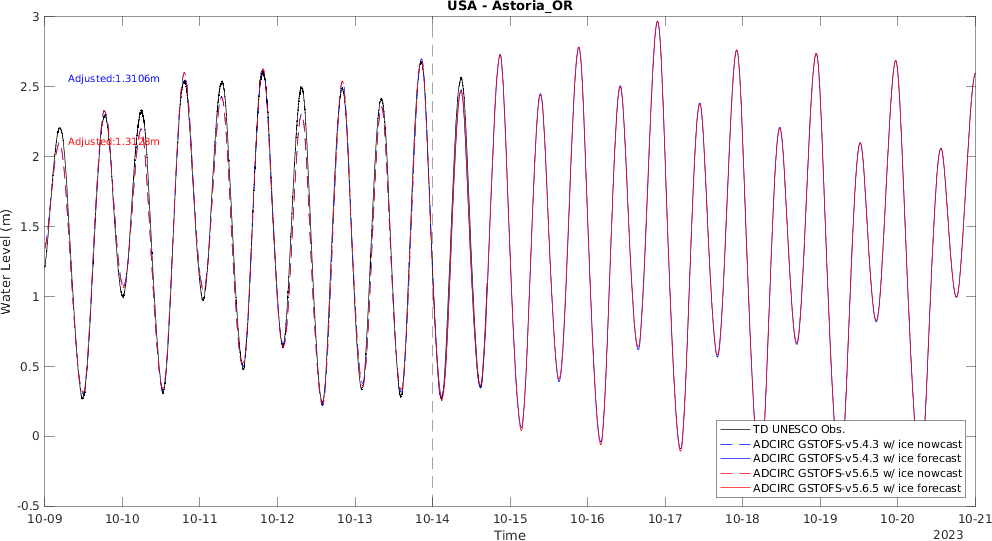 USA - Astoria_OR
3
2.5
2
1.5
1
0.5
0
-0.5
Water Level (m)
Adjusted:1.3106m
Adjusted:1.3128m
TD UNESCO Obs.
ADCIRC GSTOFS-v5.4.3 w/ ice nowcast
ADCIRC GSTOFS-v5.4.3 w/ ice forecast
ADCIRC GSTOFS-v5.6.5 w/ ice nowcast
ADCIRC GSTOFS-v5.6.5 w/ ice forecast
10-09 10-10 10-11 10-12 10-13 10-14 10-15 10-16 10-17 10-18 10-19 10-20 10-21
Time
2023